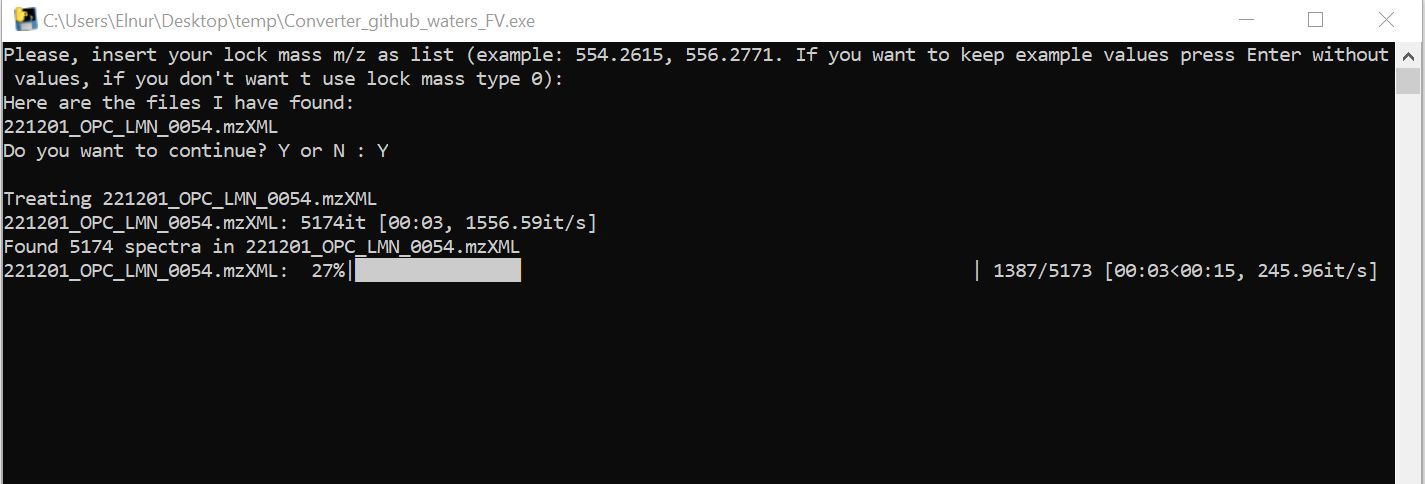 C:\Users\Elnur\Desktop\temp\Converter_github_waters_FV.exe
Please, insert your lock mass m/z as list (example: 554.2615, 556.2771. If you want to keep example values press Enter without
values, if you don't want t use lock mass type 0):
Here are the files I have found:
221201_OPC_LMN_0054.mzXML
Do you want to continue? Y or N : Y
Treating 221201_OPC_LMN_0054.mzXML
221201_OPC_LMN_0054.mzXML: 5174it [00:03, 1556.59it/s]
Found 5174 spectra in 221201_OPC_LMN_0054.mzXML
221201_OPC_LMN_0054.mzXML:  27%| | 1387/5173 [00:03<00:15, 245.96it/s]